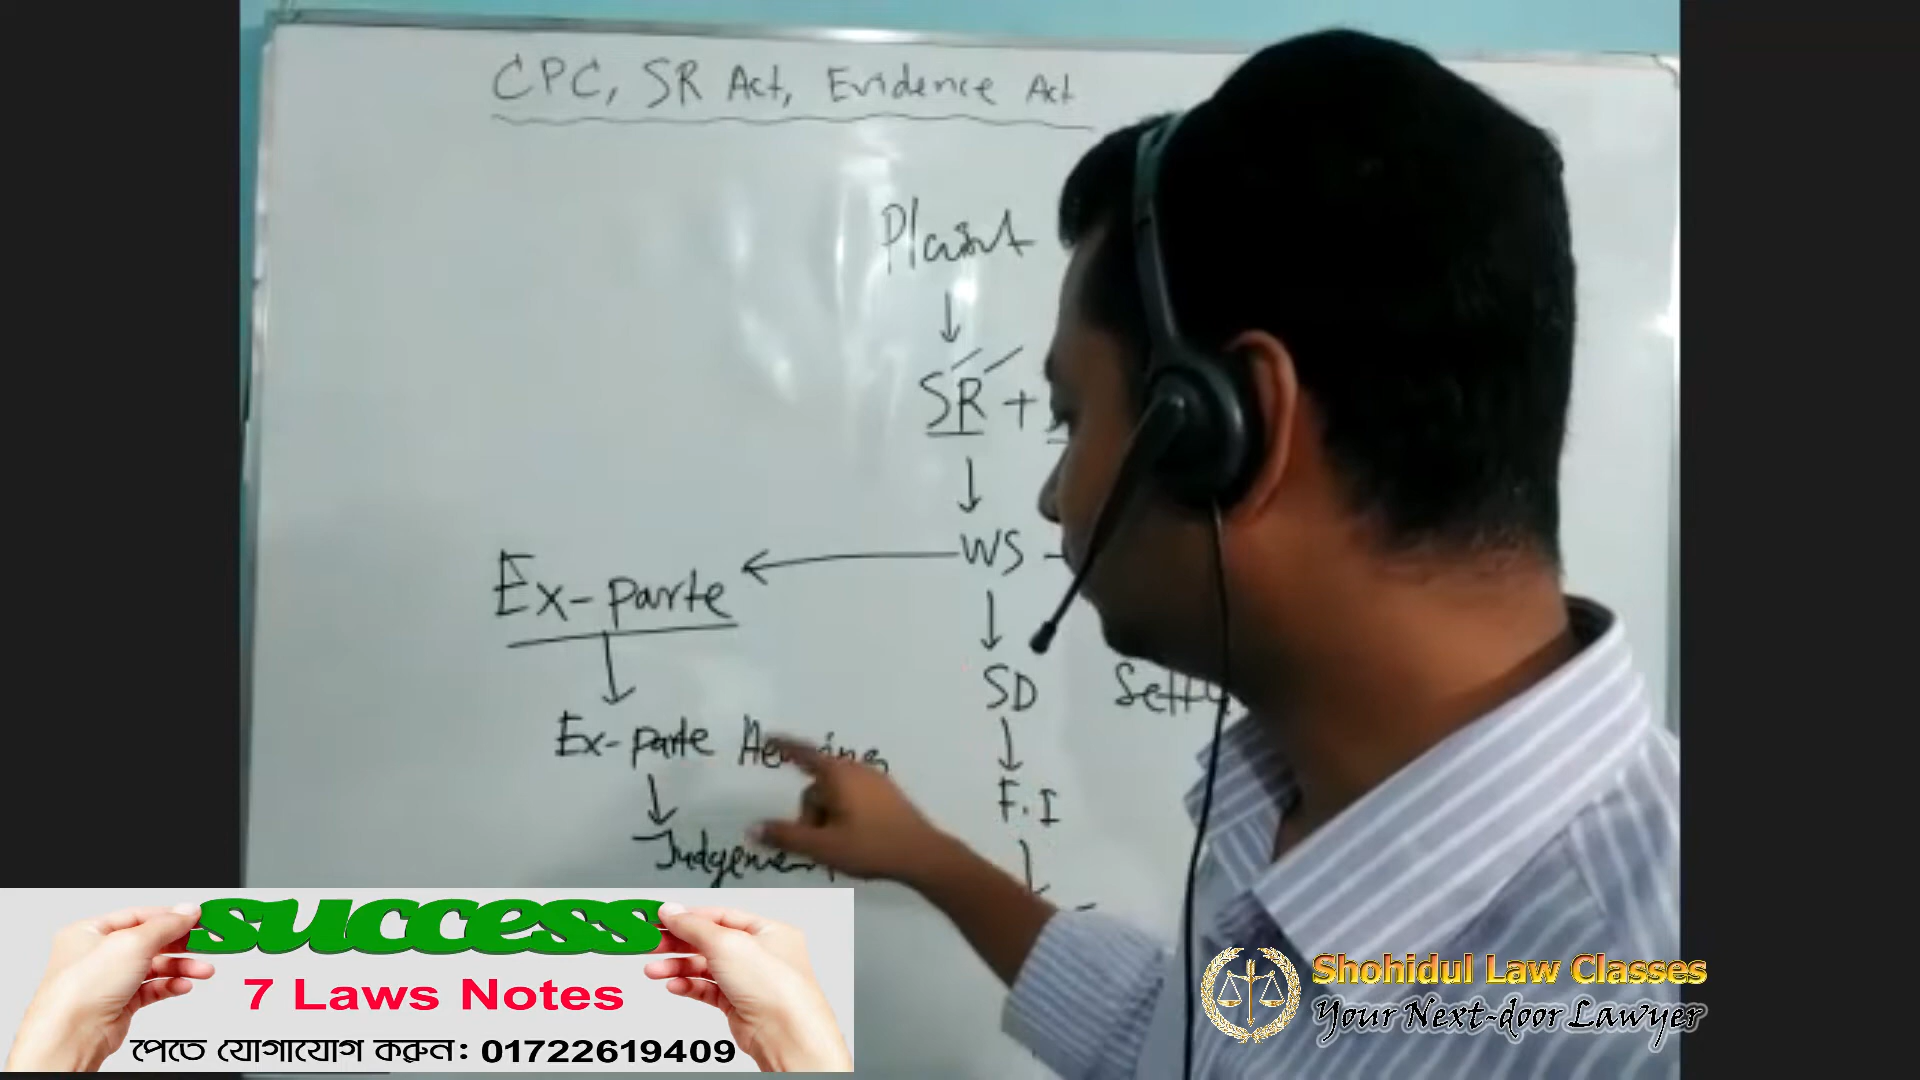 CPC, SR Act, Evidence Act
Plaint
SR +
WS -
Ex-parte
SD
Ex-parte Hearing
F.I
Judgement
success
7 Laws Notes
পেতে যোগাযোগ করুন: 01722619409
Shohidul Law Classes
Your Next-door Lawyer